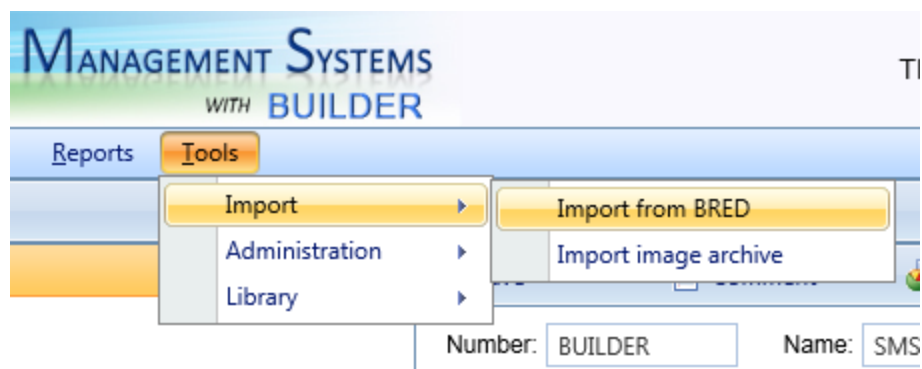 MANAGEMENT SYSTEMS
WITH BUILDER
Reports Tools
Import
Import from BRED
Administration
Import image archive
Library
Number: BUILDER Name: SMS